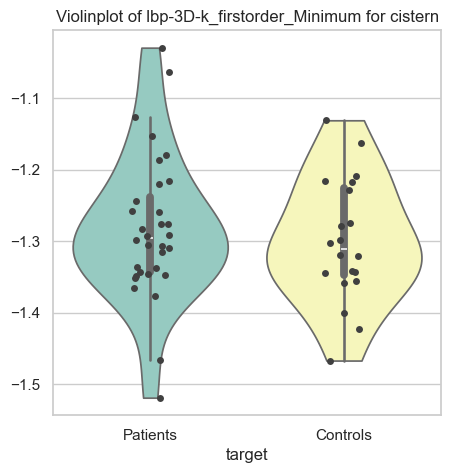 Violinplot of lbp-3D-k_firstorder_Minimum for cistern
−1.1
−1.2
−1.3
−1.4
−1.5
Patients Controls
target